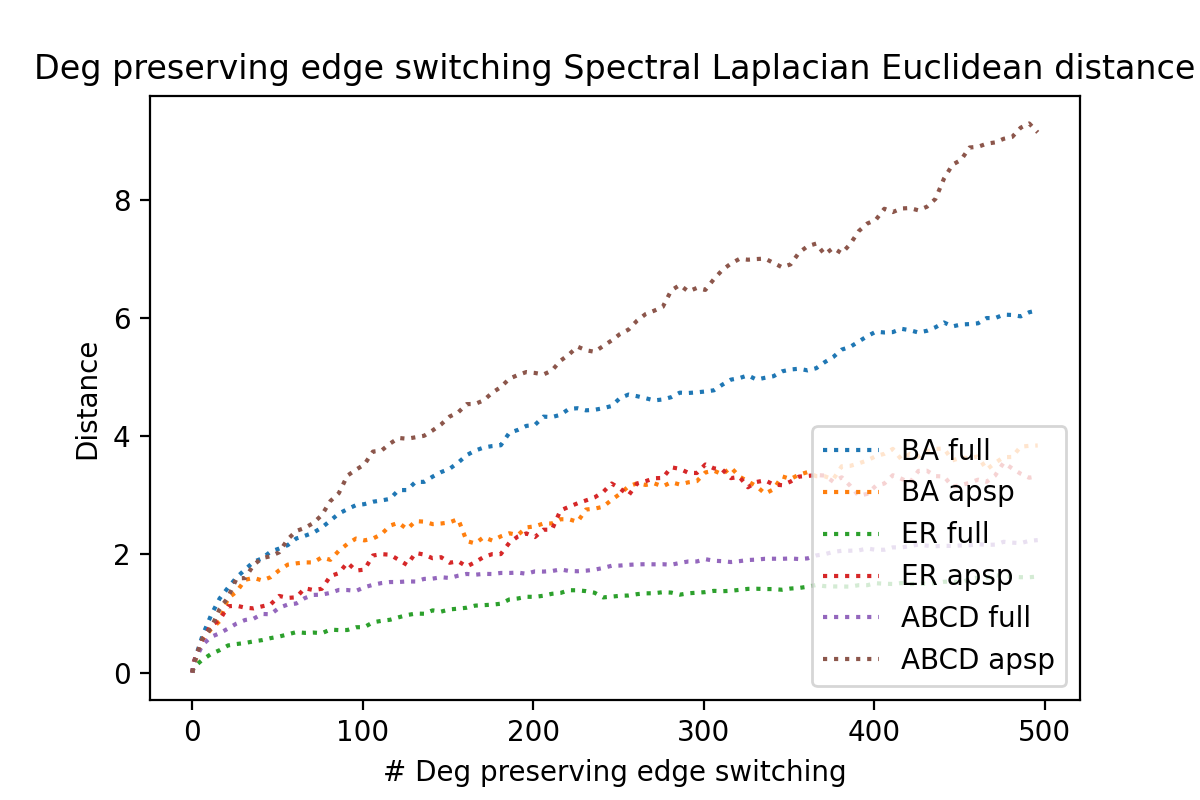 Deg preserving edge switching Spectral Laplacian Euclidean distance
Distance
8
6
4
2
0
BA full
BA apsp
ER full
ER apsp
ABCD full
ABCD apsp
0 100 200 300 400 500
# Deg preserving edge switching